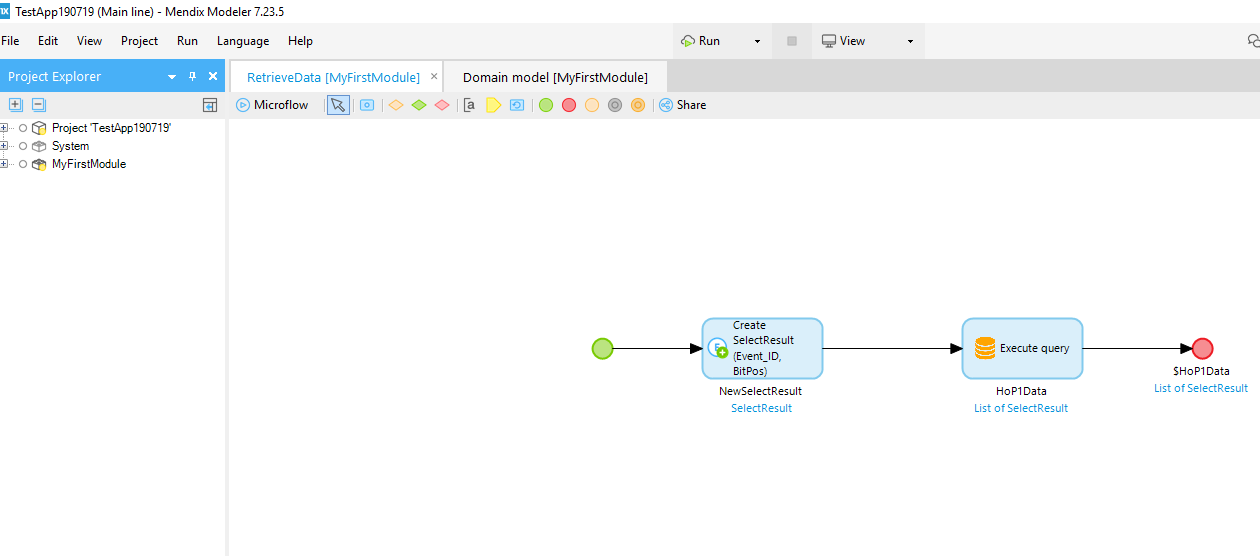 TestApp190719 (Main line) - Mendix Modeler 7.23.5
File Edit View Project Run Language Help Run View
Project Explorer
RetrieveData [MyFirstModule] Domain model [MyFirstModule]
Microflow Share
Project 'TestApp190719'
System
MyFirstModule
Create
SelectResult
(Event_ID,
BitPos)
NewSelectResult
SelectResult
Execute query
HoP1Data
List of SelectResult
$HoP1Data
List of SelectResult